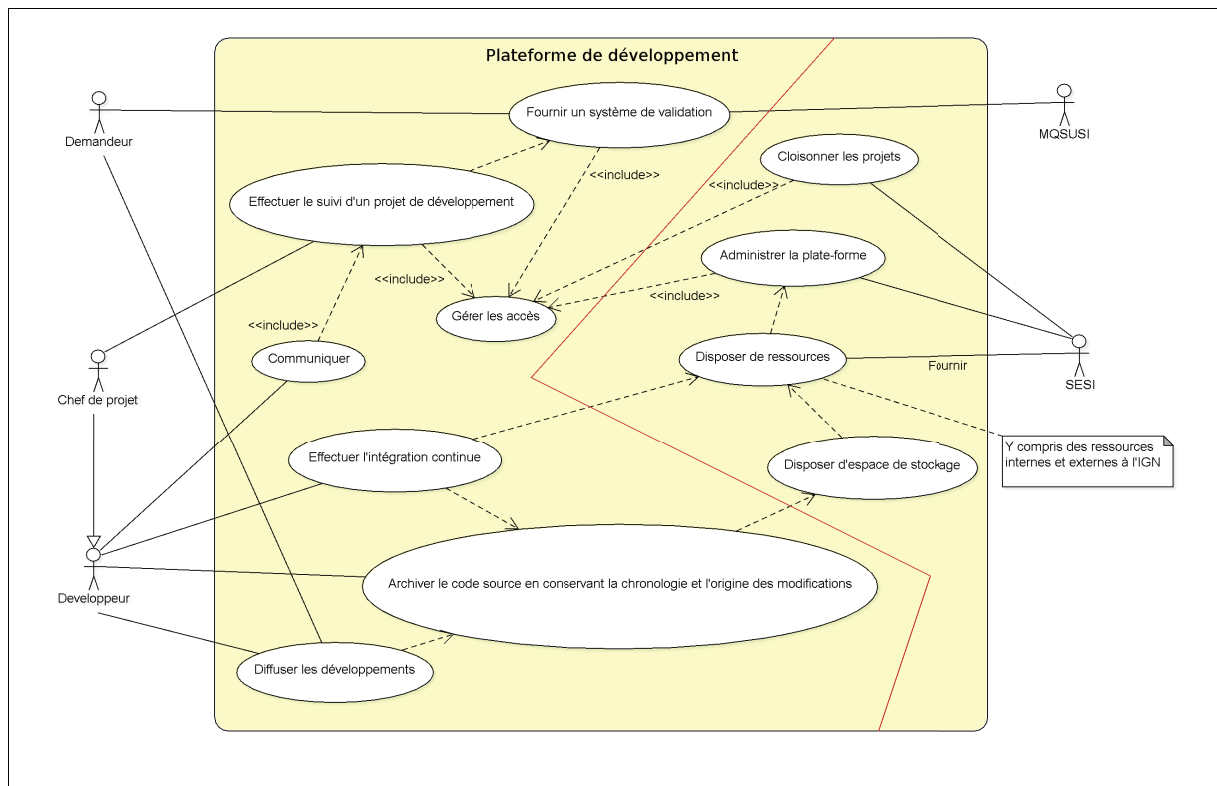 Plateforme de développement
Fournir un système de validation
Demandeur
MQSUSI
Cloisonner les projets
<<include>>
<<include>>
Effectuer le suivi d'un projet de développement
Administrer la plate-forme
<<include>>
<<include>>
Gérer les accès
<<include>>
Communiquer
Disposer de ressources
Fournir
SESI
Chef de projet
Y compris des ressources
internes et externes à l'IGN
Effectuer l'intégration continue
Disposer d'espace de stockage
Archiver le code source en conservant la chronologie et l'origine des modifications
Developpeur
Diffuser les développements